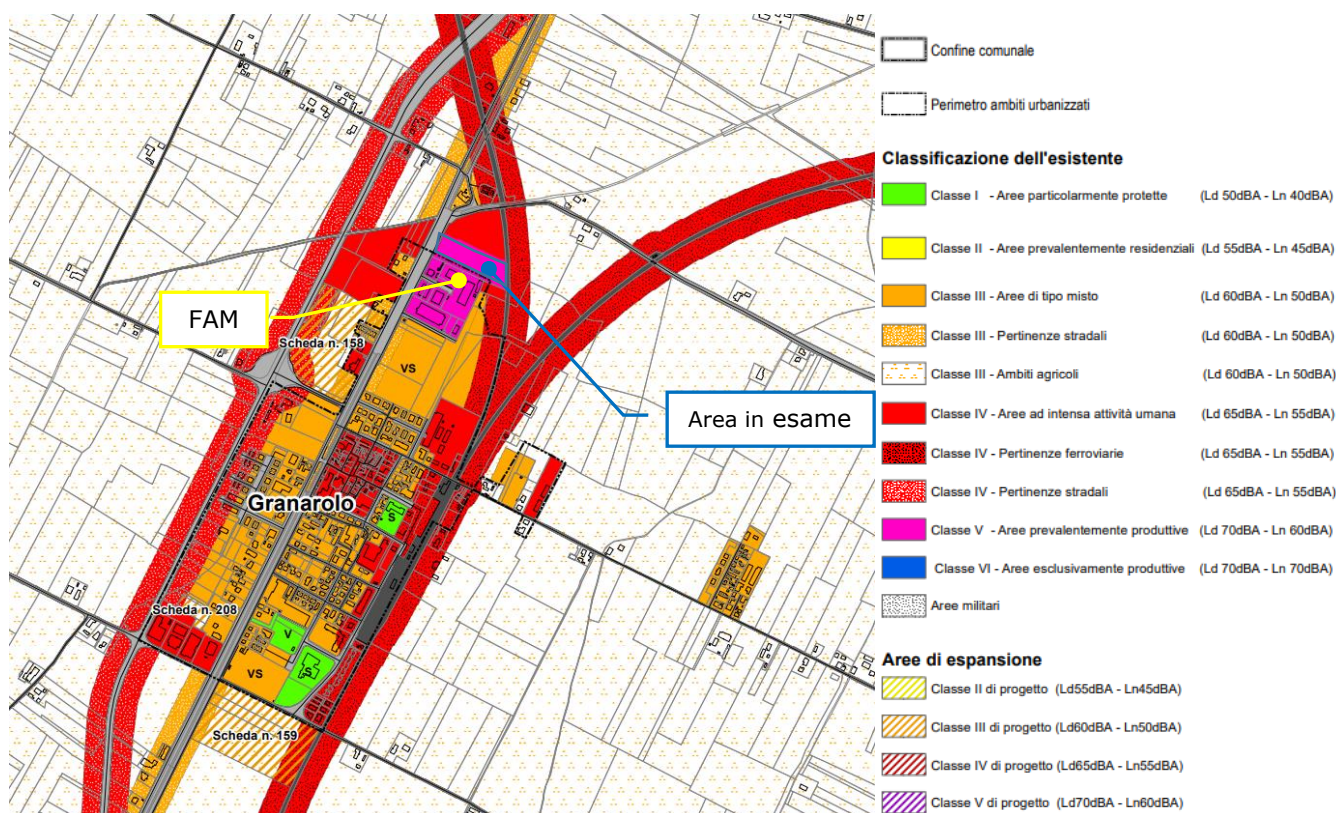 FAM
Scheda n. 158
vs
Area in esame
Granarolo
S
Scheda n. 208
V
S
vs
Scheda n. 159
Confine comunale
Perimetro ambiti urbanizzati
Classificazione dell'esistente
Classe I - Aree particolarmente protette (Ld 50dBA - Ln 40dBA)
Classe II - Aree prevalentemente residenziali (Ld 55dBA - Ln 45dBA)
Classe III - Aree di tipo misto (Ld 60dBA - Ln 50dBA)
Classe III - Pertinenze stradali (Ld 60dBA - Ln 50dBA)
Classe III - Ambiti agricoli (Ld 60dBA - Ln 50dBA)
Classe IV - Aree ad intensa attività umana (Ld 65dBA - Ln 55dBA)
Classe IV - Pertinenze ferroviarie (Ld 65dBA - Ln 55dBA)
Classe IV - Pertinenze stradali (Ld 65dBA - Ln 55dBA)
Classe V - Aree prevalentemente produttive (Ld 70dBA - Ln 60dBA)
Classe VI - Aree esclusivamente produttive (Ld 70dBA - Ln 70dBA)
Aree militari
Aree di espansione
Classe II di progetto (Ld55dBA - Ln45dBA)
Classe III di progetto (Ld60dBA - Ln50dBA)
Classe IV di progetto (Ld65dBA - Ln55dBA)
Classe V di progetto (Ld70dBA - Ln60dBA)